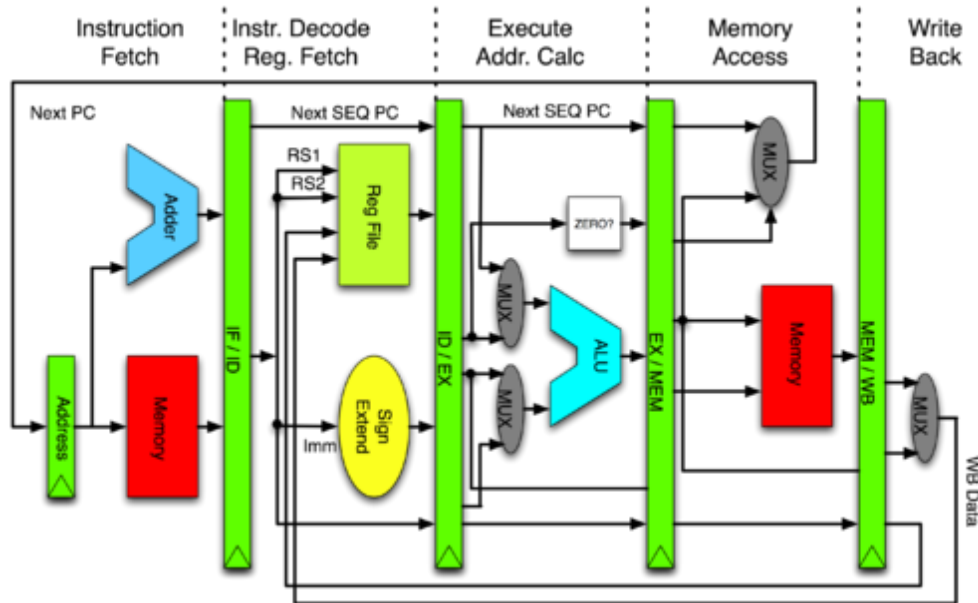 Instruction
Fetch
Instr. Decode
Reg. Fetch
Execute
Addr. Calc
Memory
Access
Write
Back
Next PC
Next SEQ PC
Next SEQ PC
RS1
RS2
Reg File
MUX
Adder
ZERO?
MUX
IF / ID
ID / EX
ALU
EX / MEM
Memory
MEM / WB
Address
Memory
Sign
Extend
MUX
MUX
Imm
WB Data